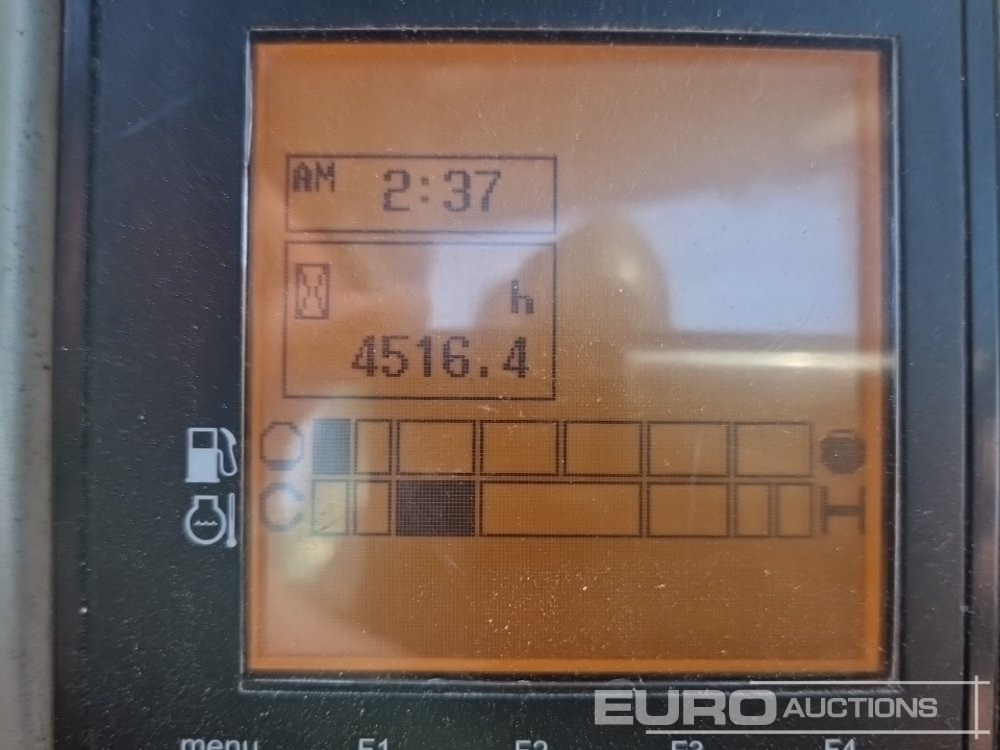 AM 2:37
h
4516.4
C H
EURO AUCTIONS
menu F1 F2 F3 F4